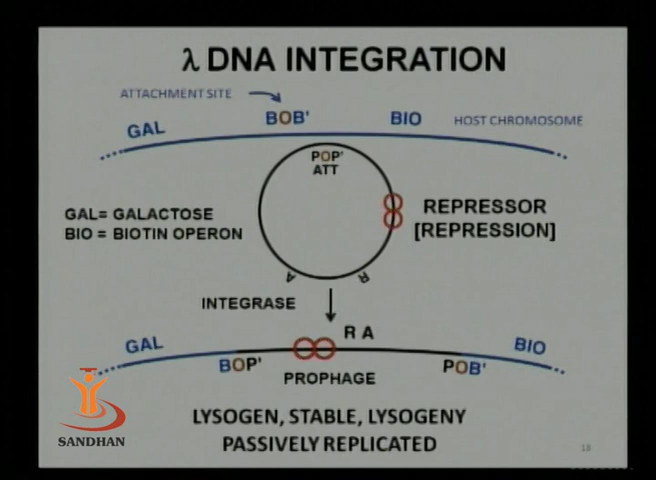 λ DNA INTEGRATION
ATTACHMENT SITE
GAL
BOB'
BIO
HOST CHROMOSOME
POP'
ATT
GAL= GALACTOSE
BIO = BIOTIN OPERON
REPRESSOR
[REPRESSION]
A
R
INTEGRASE
R A
GAL
BIO
BOP'
POB'
PROPHAGE
LYSOGEN, STABLE, LYSOGENY
PASSIVELY REPLICATED
SANDHAN
18